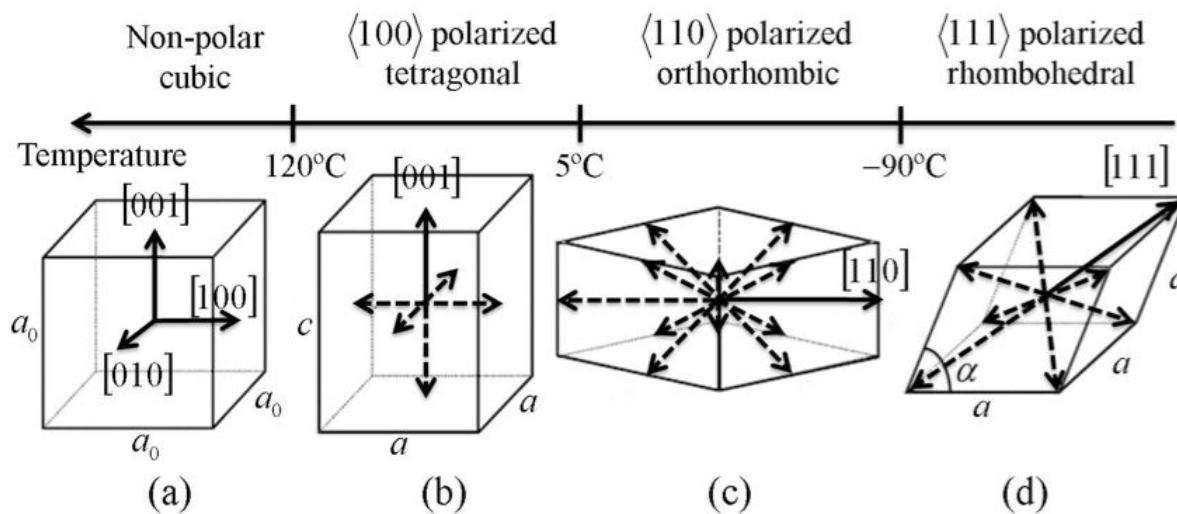 Non-polar
cubic
⟨100⟩ polarized
tetragonal
⟨110⟩ polarized
orthorhombic
⟨111⟩ polarized
rhombohedral
Temperature
120°C
5°C
−90°C
[001]
[100]
[010]
a₀
a₀
a₀
(a)
[001]
c
a
a
(b)
[110]
(c)
[111]
α
a
a
(d)